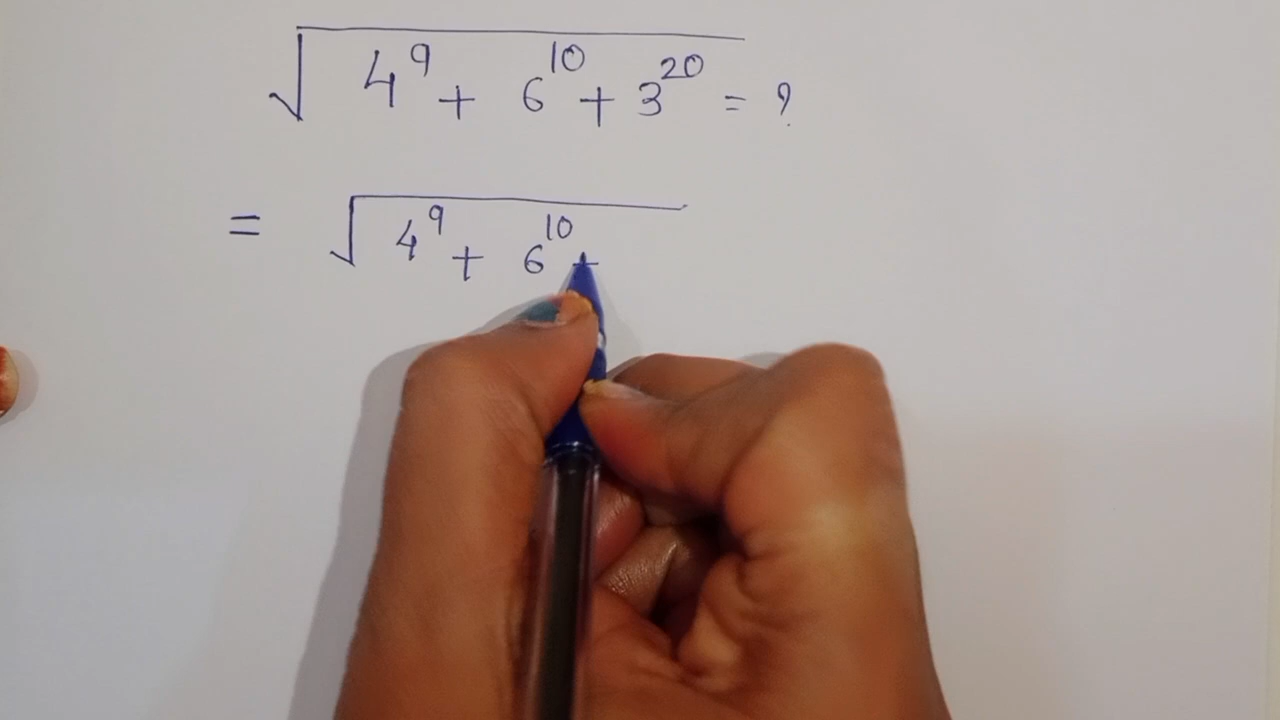 √(4⁹ + 6¹⁰ + 3²⁰) = ?
= √(4⁹ + 6¹⁰ +